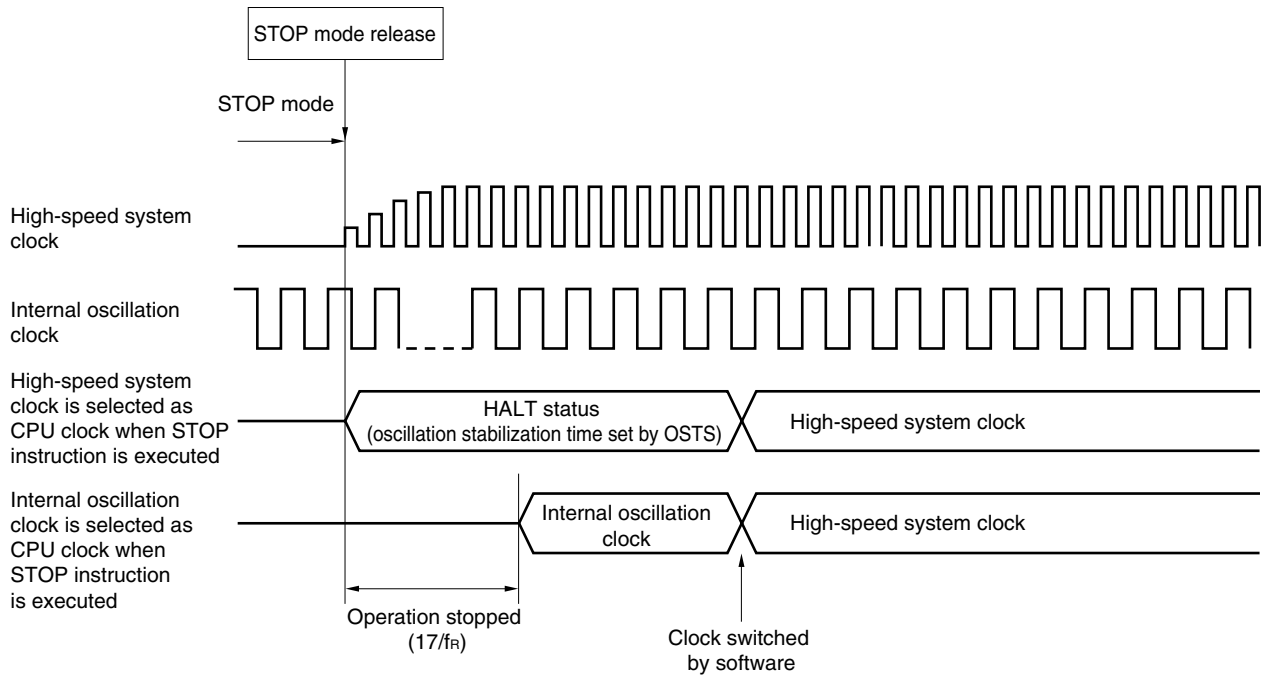 STOP mode release
STOP mode
High-speed system
clock
Internal oscillation
clock
High-speed system
clock is selected as
CPU clock when STOP
instruction is executed
HALT status
(oscillation stabilization time set by OSTS)
High-speed system clock
Internal oscillation
clock is selected as
CPU clock when
STOP instruction
is executed
Internal oscillation
clock
High-speed system clock
Operation stopped
(17/fR)
Clock switched
by software